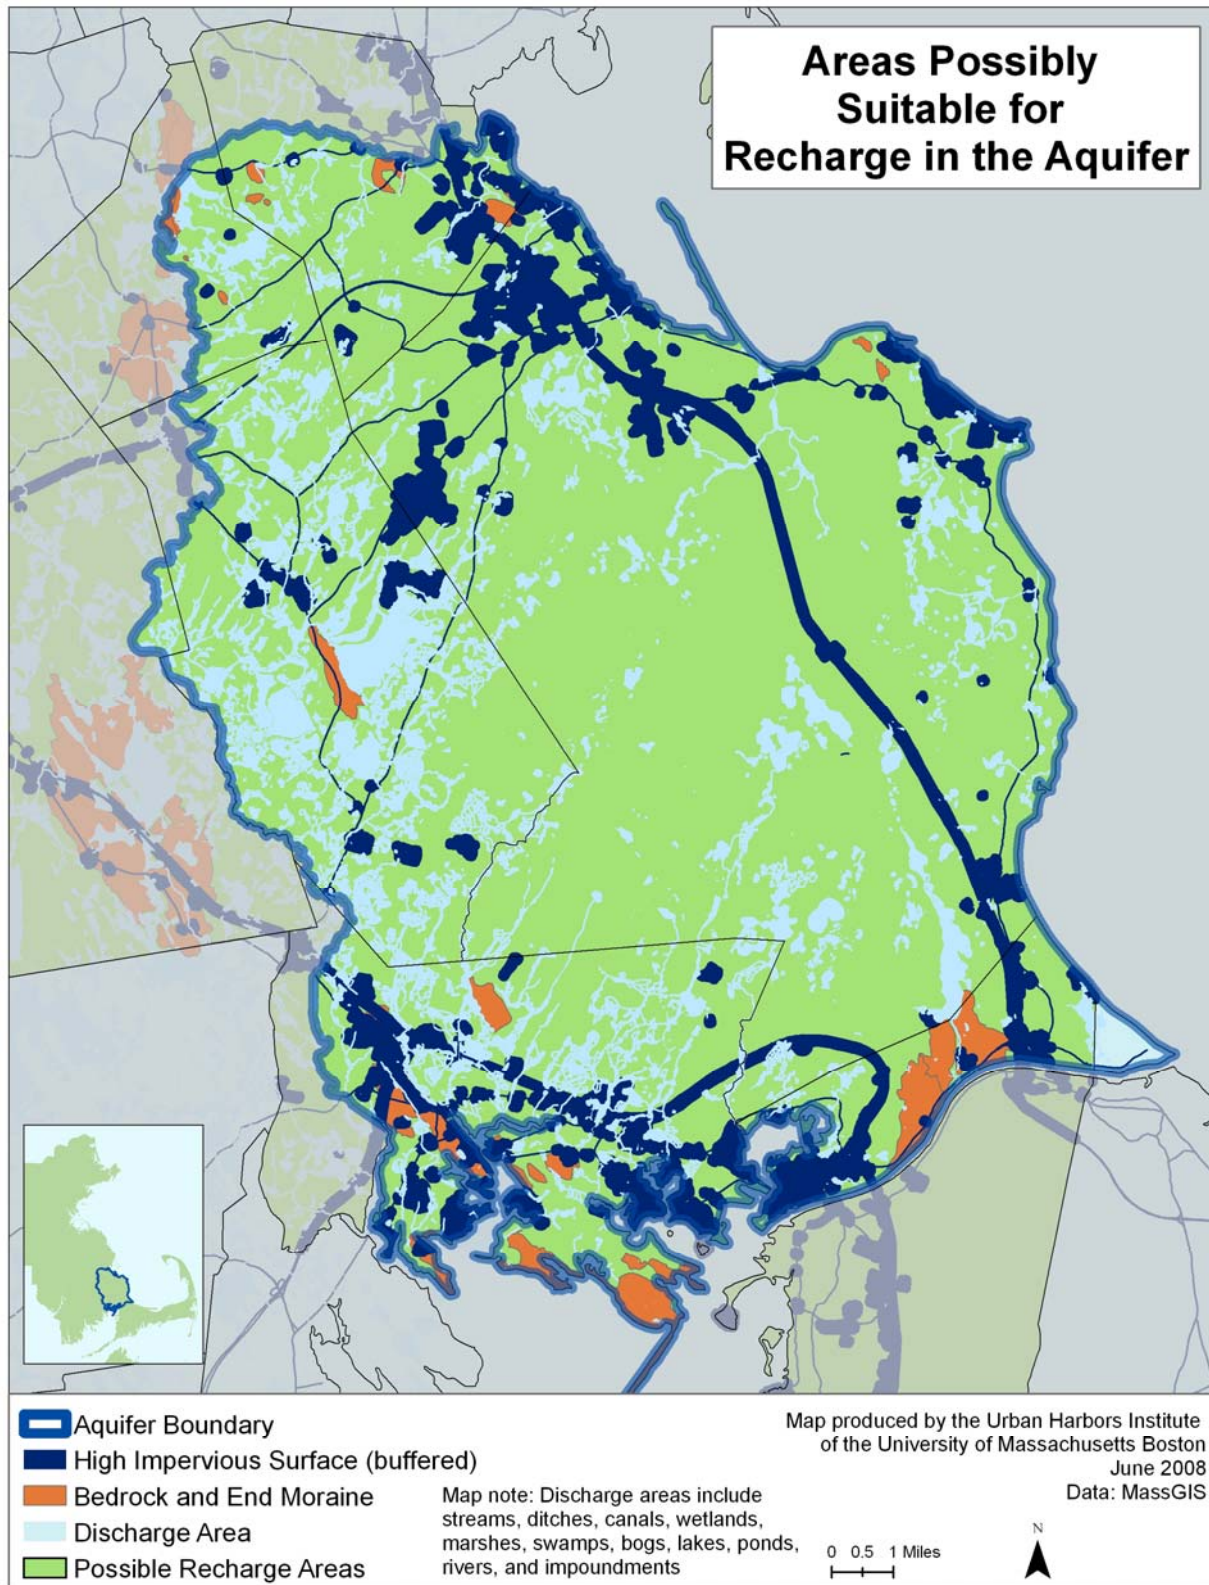 Areas Possibly
Suitable for
Recharge in the Aquifer
Aquifer Boundary
High Impervious Surface (buffered)
Bedrock and End Moraine
Discharge Area
Possible Recharge Areas
Map note: Discharge areas include
streams, ditches, canals, wetlands,
marshes, swamps, bogs, lakes, ponds,
rivers, and impoundments
Map produced by the Urban Harbors Institute
of the University of Massachusetts Boston
June 2008
Data: MassGIS
0 0.5 1 Miles
N